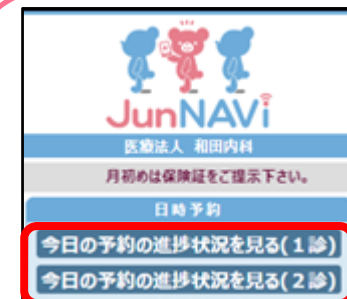 JunNAVi
医療法人 和田内科
月初めは保険証をご提示下さい。
日時予約
今日の予約の進捗状況を見る(1診)
今日の予約の進捗状況を見る(2診)